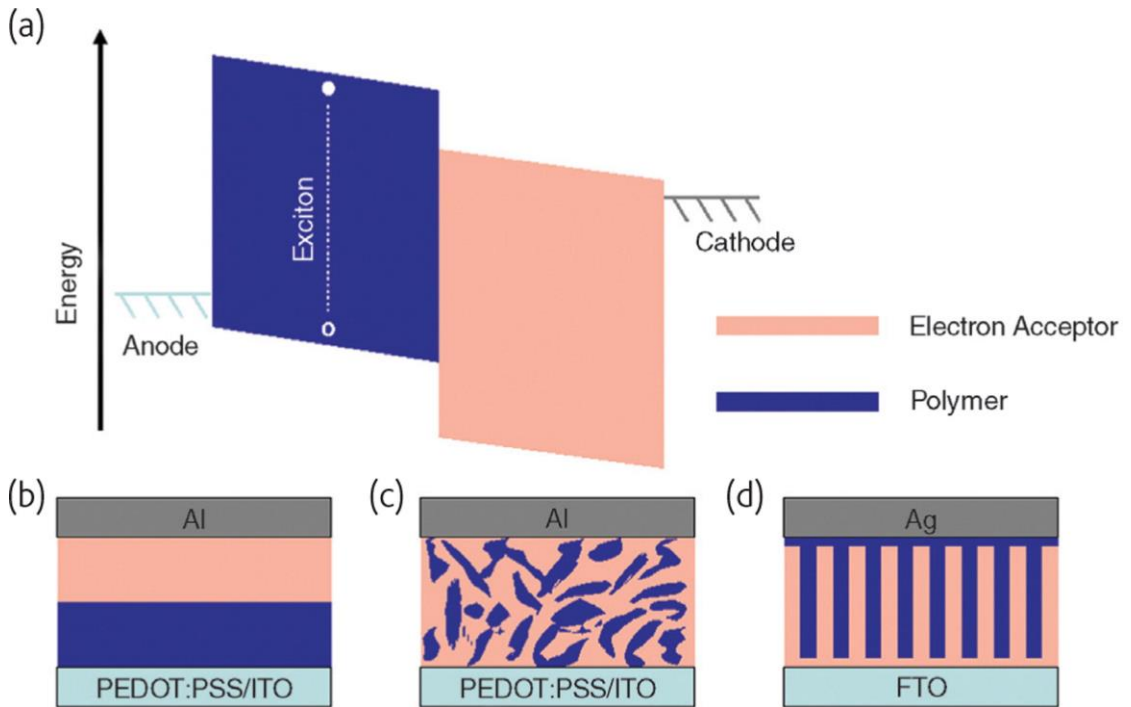 (a)
Energy
Exciton
Anode
Cathode
Electron Acceptor
Polymer
(b)
Al
PEDOT:PSS/ITO
(c)
Al
PEDOT:PSS/ITO
(d)
Ag
FTO